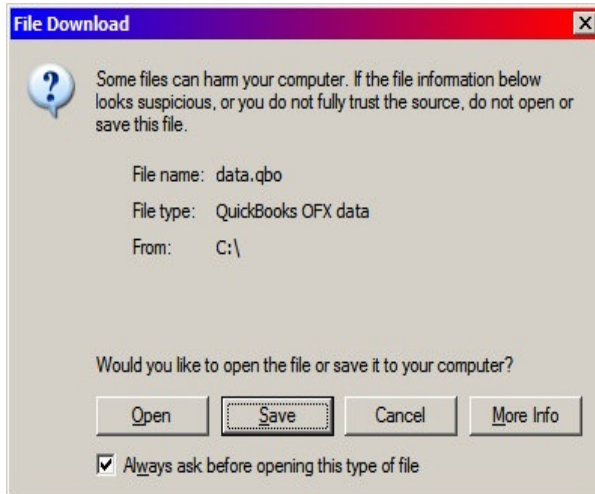 File Download
Some files can harm your computer. If the file information below
looks suspicious, or you do not fully trust the source, do not open or
save this file.
File name: data.qbo
File type: QuickBooks OFX data
From: C:\
Would you like to open the file or save it to your computer?
Open Save Cancel More Info
Always ask before opening this type of file